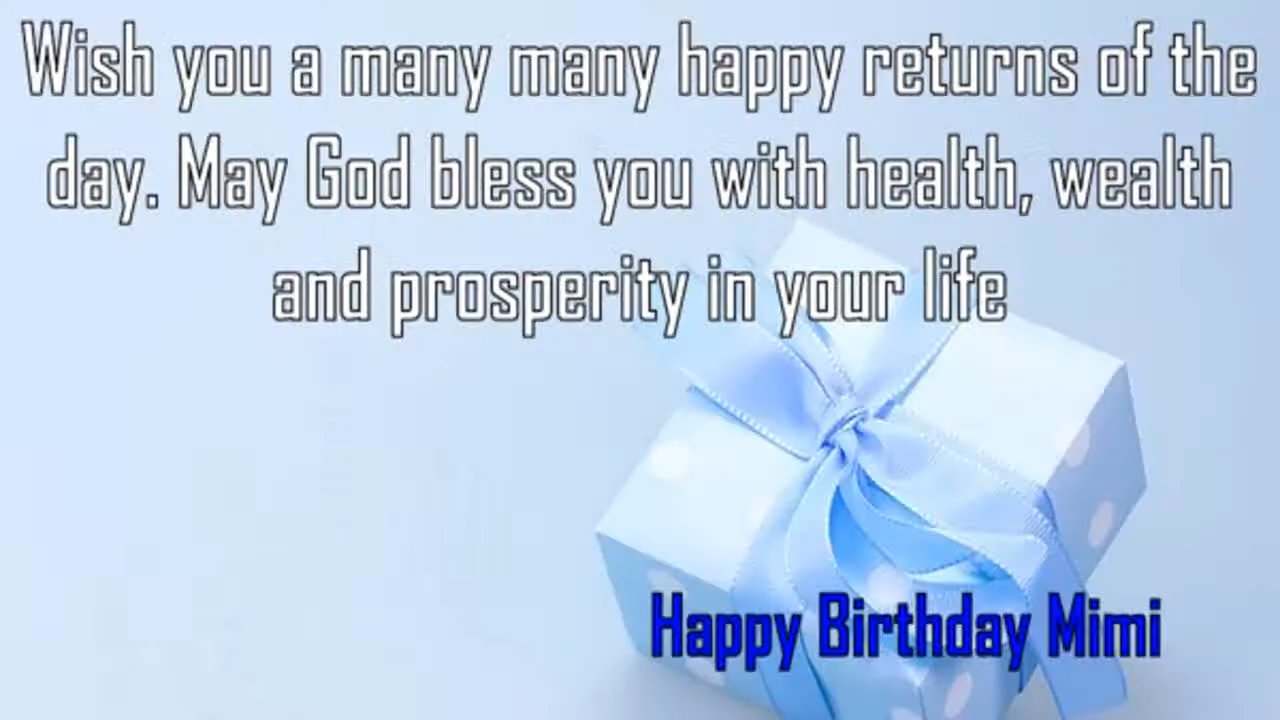 Wish you a many many happy returns of the
day. May God bless you with health, wealth
and prosperity in your life
Happy Birthday Mimi